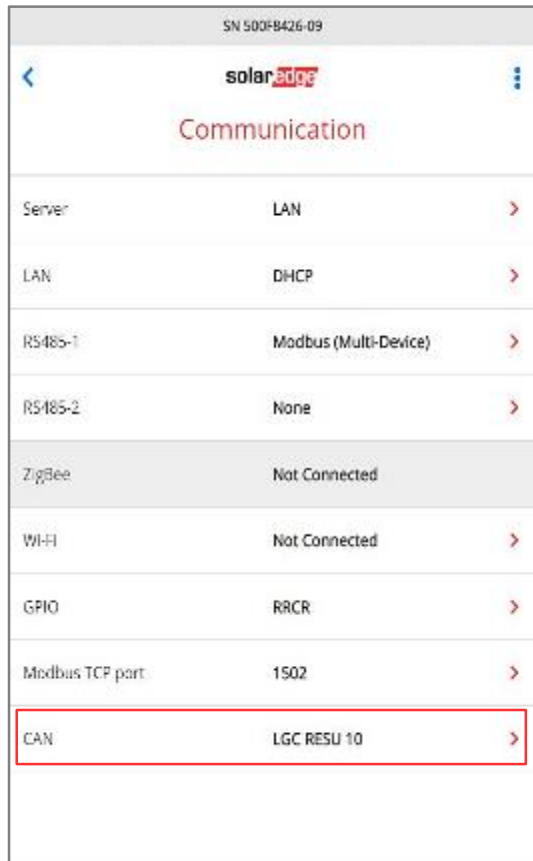 SN 500FB426-09
solaredge
Communication
Server LAN
LAN DHCP
RS485-1 Modbus (Multi-Device)
RS485-2 None
ZigBee Not Connected
Wi-Fi Not Connected
GPIO RRCR
Modbus TCP port 1502
CAN LGC RESU 10